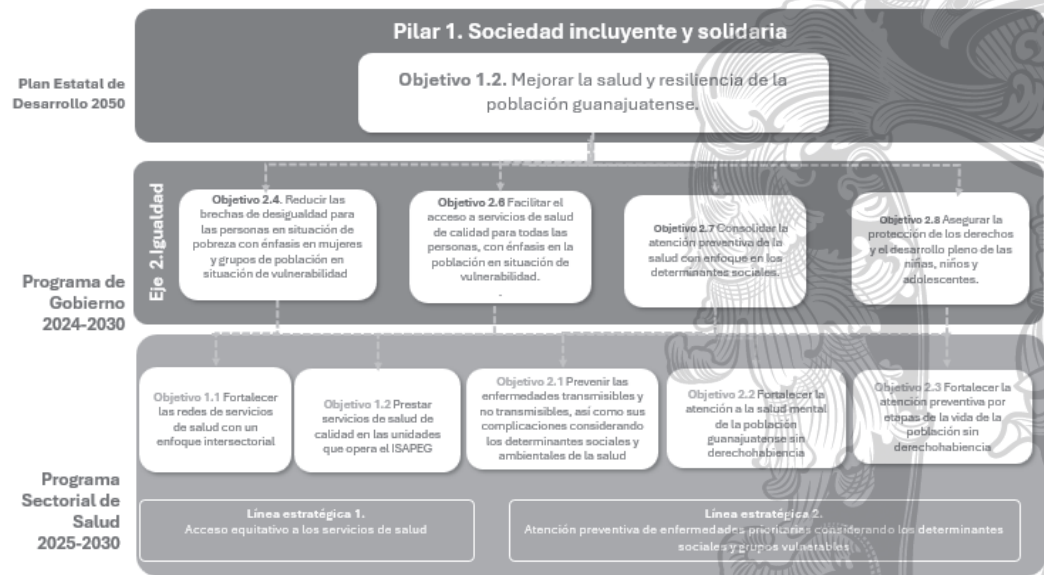 Pilar 1. Sociedad incluyente y solidaria
Plan Estatal de
Desarrollo 2050
Objetivo 1.2. Mejorar la salud y resiliencia de la
población guanajuatense.
Programa de
Gobierno
2024-2030
Eje 2.Igualdad
Objetivo 2.4. Reducir las
brechas de desigualdad para
las personas en situación de
pobreza con énfasis en mujeres
y grupos de población en
situación de vulnerabilidad
Objetivo 2.6 Facilitar el
acceso a servicios de salud
de calidad para todas las
personas, con énfasis en la
población en situación de
vulnerabilidad.
.
Objetivo 2.7 Consolidar la
atención preventiva de la
salud con enfoque en los
determinantes sociales.
Objetivo 2.8 Asegurar la
protección de los derechos
y el desarrollo pleno de las
niñas, niños y
adolescentes.
Programa
Sectorial de
Salud
2025-2030
Objetivo 1.1 Fortalecer
las redes de servicios
de salud con un
enfoque intersectorial
Objetivo 1.2 Prestar
servicios de salud de
calidad en las unidades
que opera el ISAPEG
Objetivo 2.1 Prevenir las
enfermedades transmisibles y
no transmisibles, así como sus
complicaciones considerando
los determinantes sociales y
ambientales de la salud
Objetivo 2.2 Fortalecer la
atención a la salud mental
de la población
guanajuatense sin
derechohabiencia
Objetivo 2.3 Fortalecer la
atención preventiva por
etapas de la vida de la
población sin
derechohabiencia
Línea estratégica 1.
Acceso equitativo a los servicios de salud
Línea estratégica 2.
Atención preventiva de enfermedades prioritarias considerando los determinantes
sociales y grupos vulnerables